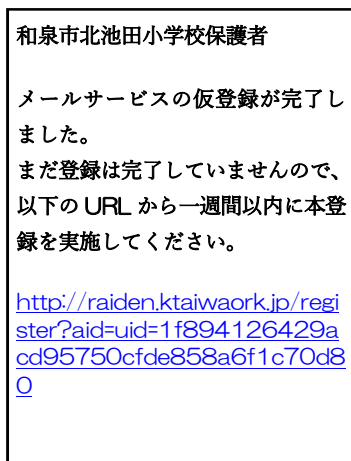 和泉市北池田小学校保護者
メールサービスの仮登録が完了し
ました。
まだ登録は完了していませんので、
以下の URL から一週間以内に本登
録を実施してください。
http://raiden.ktaiwaork.jp/regi
ster?aid=uid=1f894126429a
cd95750cfde858a6f1c70d8
0